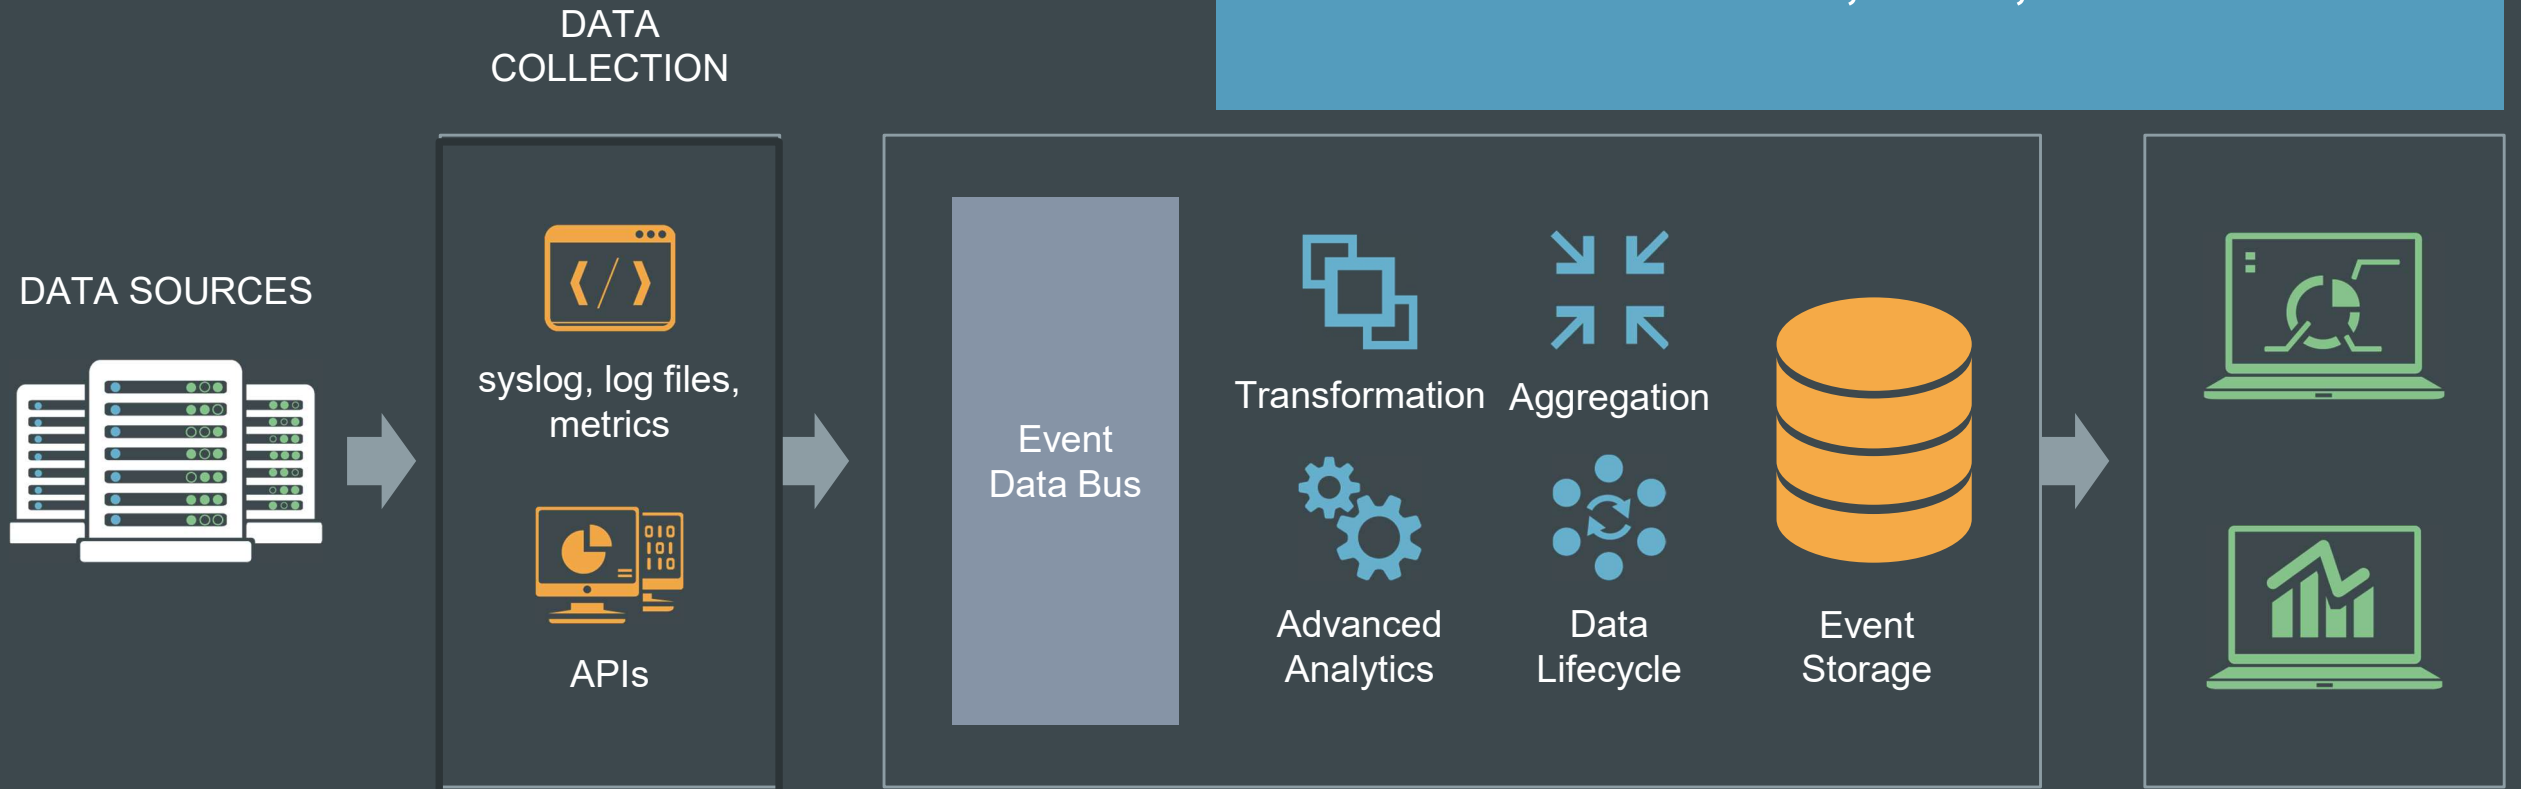 DATA
COLLECTION
DATA SOURCES
syslog, log files,
metrics
APIs
Event
Data Bus
Transformation
Aggregation
Advanced
Analytics
Data
Lifecycle
Event
Storage